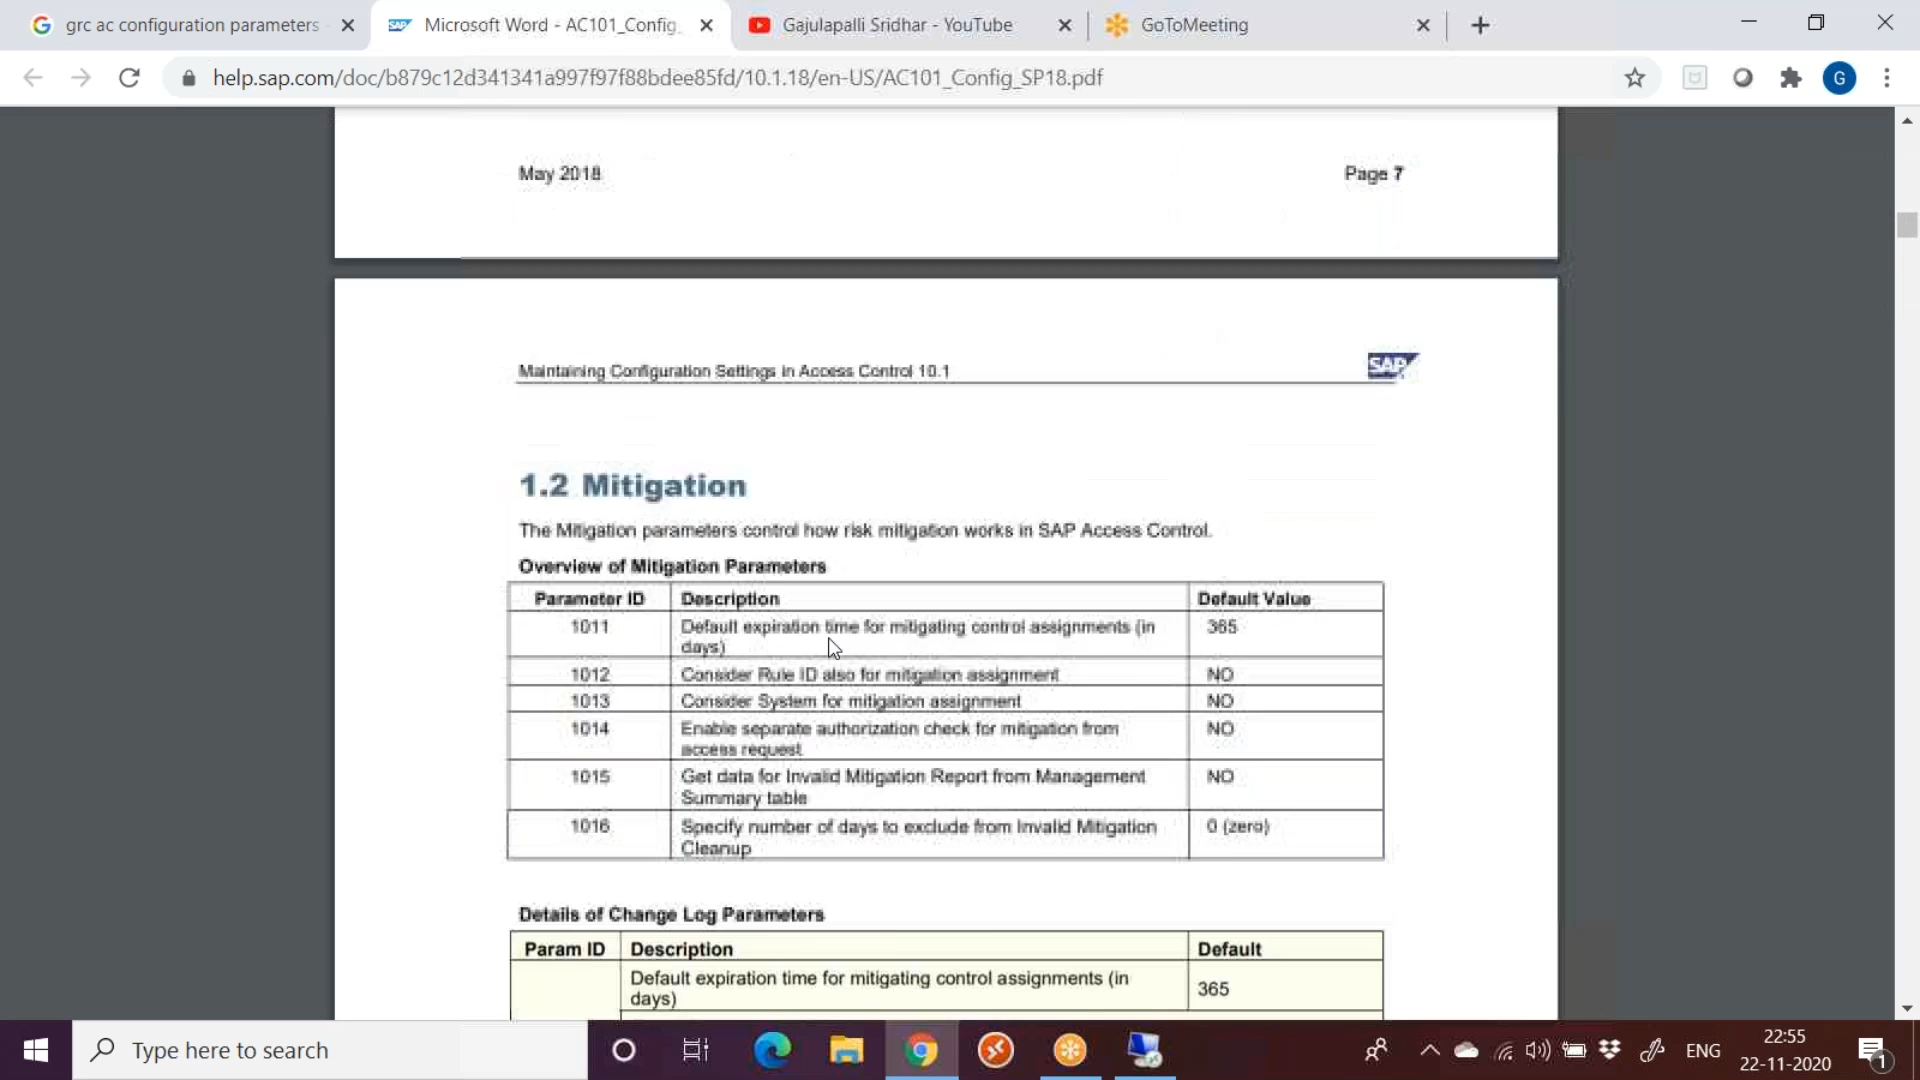 grc ac configuration parameters
SAP Microsoft Word - AC101_Config_
Gajulapalli Sridhar - YouTube
GoToMeeting
help.sap.com/doc/b879c12d341341a997f97f88bdee85fd/10.1.18/en-US/AC101_Config_SP18.pdf
G
May 2018 Page 7
Maintaining Configuration Settings in Access Control 10.1 SAP
1.2 Mitigation
The Mitigation parameters control how risk mitigation works in SAP Access Control.
Overview of Mitigation Parameters
Parameter ID Description Default Value
1011 Default expiration time for mitigating control assignments (in 365
days)
1012 Consider Rule ID also for mitigation assignment NO
1013 Consider System for mitigation assignment NO
1014 Enable separate authorization check for mitigation from NO
access request
1015 Get data for Invalid Mitigation Report from Management NO
Summary table
1016 Specify number of days to exclude from Invalid Mitigation 0 (zero)
Cleanup
Details of Change Log Parameters
Param ID Description Default
Default expiration time for mitigating control assignments (in
days) 365
Type here to search
ENG
22:55
22-11-2020
1